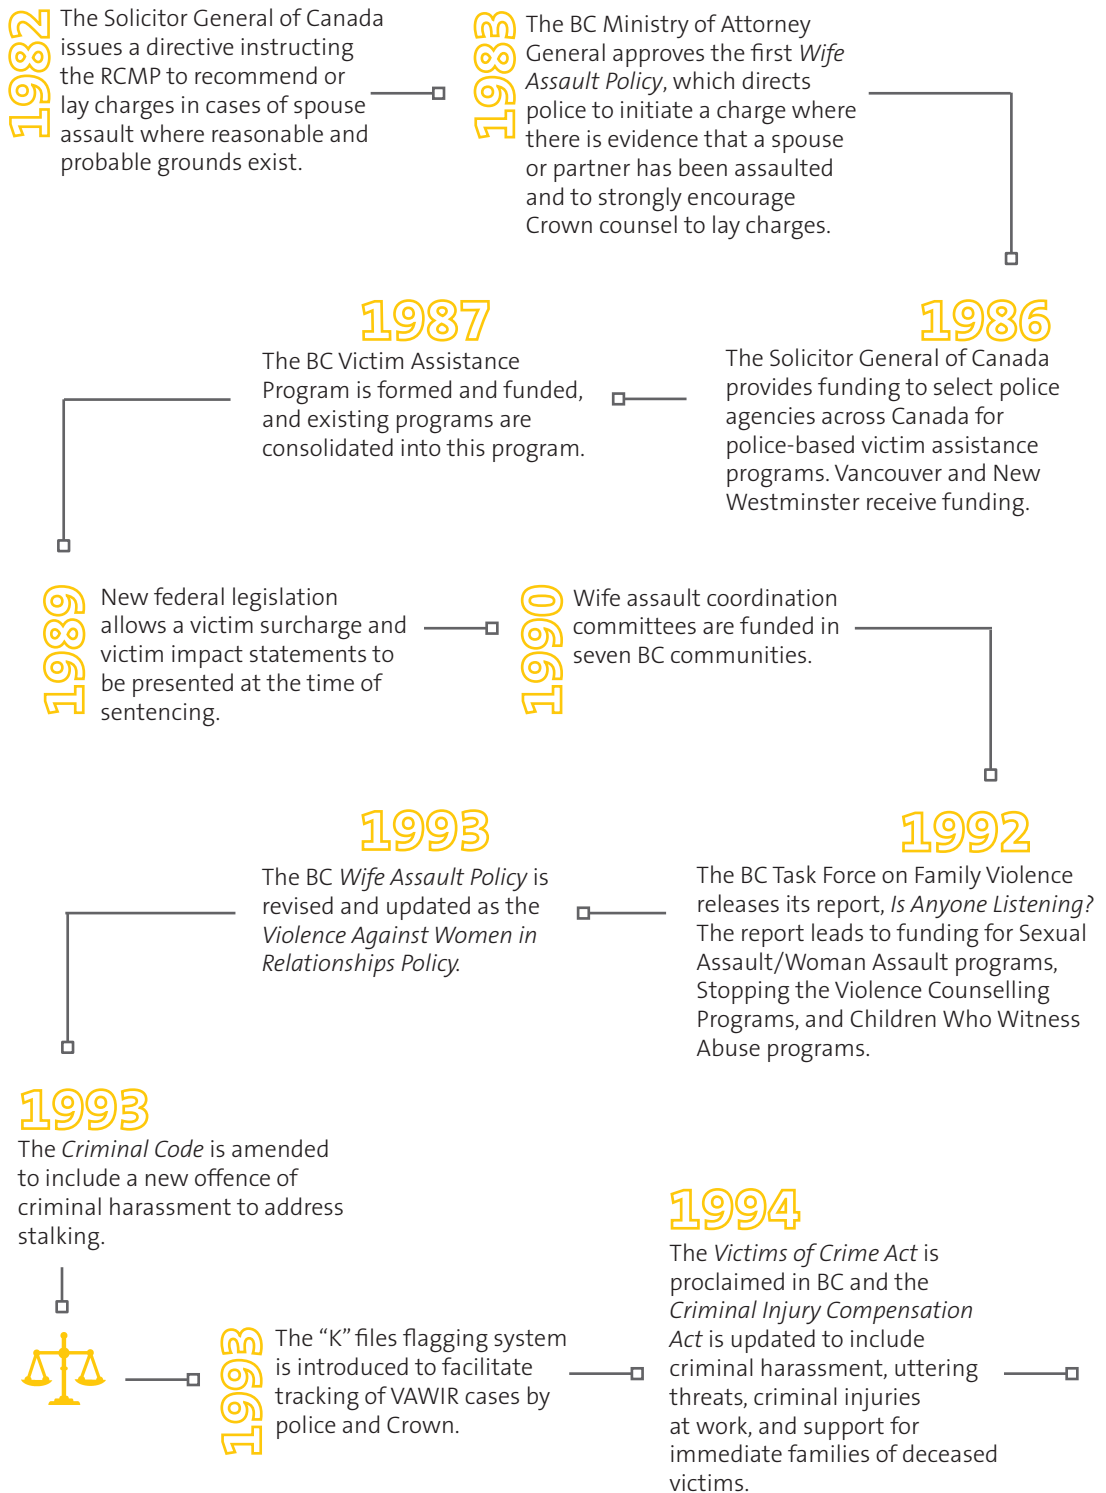 1982
The Solicitor General of Canada
issues a directive instructing
the RCMP to recommend or
lay charges in cases of spouse
assault where reasonable and
probable grounds exist.
1983
The BC Ministry of Attorney
General approves the first Wife
Assault Policy, which directs
police to initiate a charge where
there is evidence that a spouse
or partner has been assaulted
and to strongly encourage
Crown counsel to lay charges.
1986
The Solicitor General of Canada
provides funding to select police
agencies across Canada for
police-based victim assistance
programs. Vancouver and New
Westminster receive funding.
1987
The BC Victim Assistance
Program is formed and funded,
and existing programs are
consolidated into this program.
1989
New federal legislation
allows a victim surcharge and
victim impact statements to
be presented at the time of
sentencing.
1990
Wife assault coordination
committees are funded in
seven BC communities.
1992
The BC Task Force on Family Violence
releases its report, Is Anyone Listening?
The report leads to funding for Sexual
Assault/Woman Assault programs,
Stopping the Violence Counselling
Programs, and Children Who Witness
Abuse programs.
1993
The BC Wife Assault Policy is
revised and updated as the
Violence Against Women in
Relationships Policy.
1993
The Criminal Code is amended
to include a new offence of
criminal harassment to address
stalking.
1993
The “K” files flagging system
is introduced to facilitate
tracking of VAWIR cases by
police and Crown.
1994
The Victims of Crime Act is
proclaimed in BC and the
Criminal Injury Compensation
Act is updated to include
criminal harassment, uttering
threats, criminal injuries
at work, and support for
immediate families of deceased
victims.